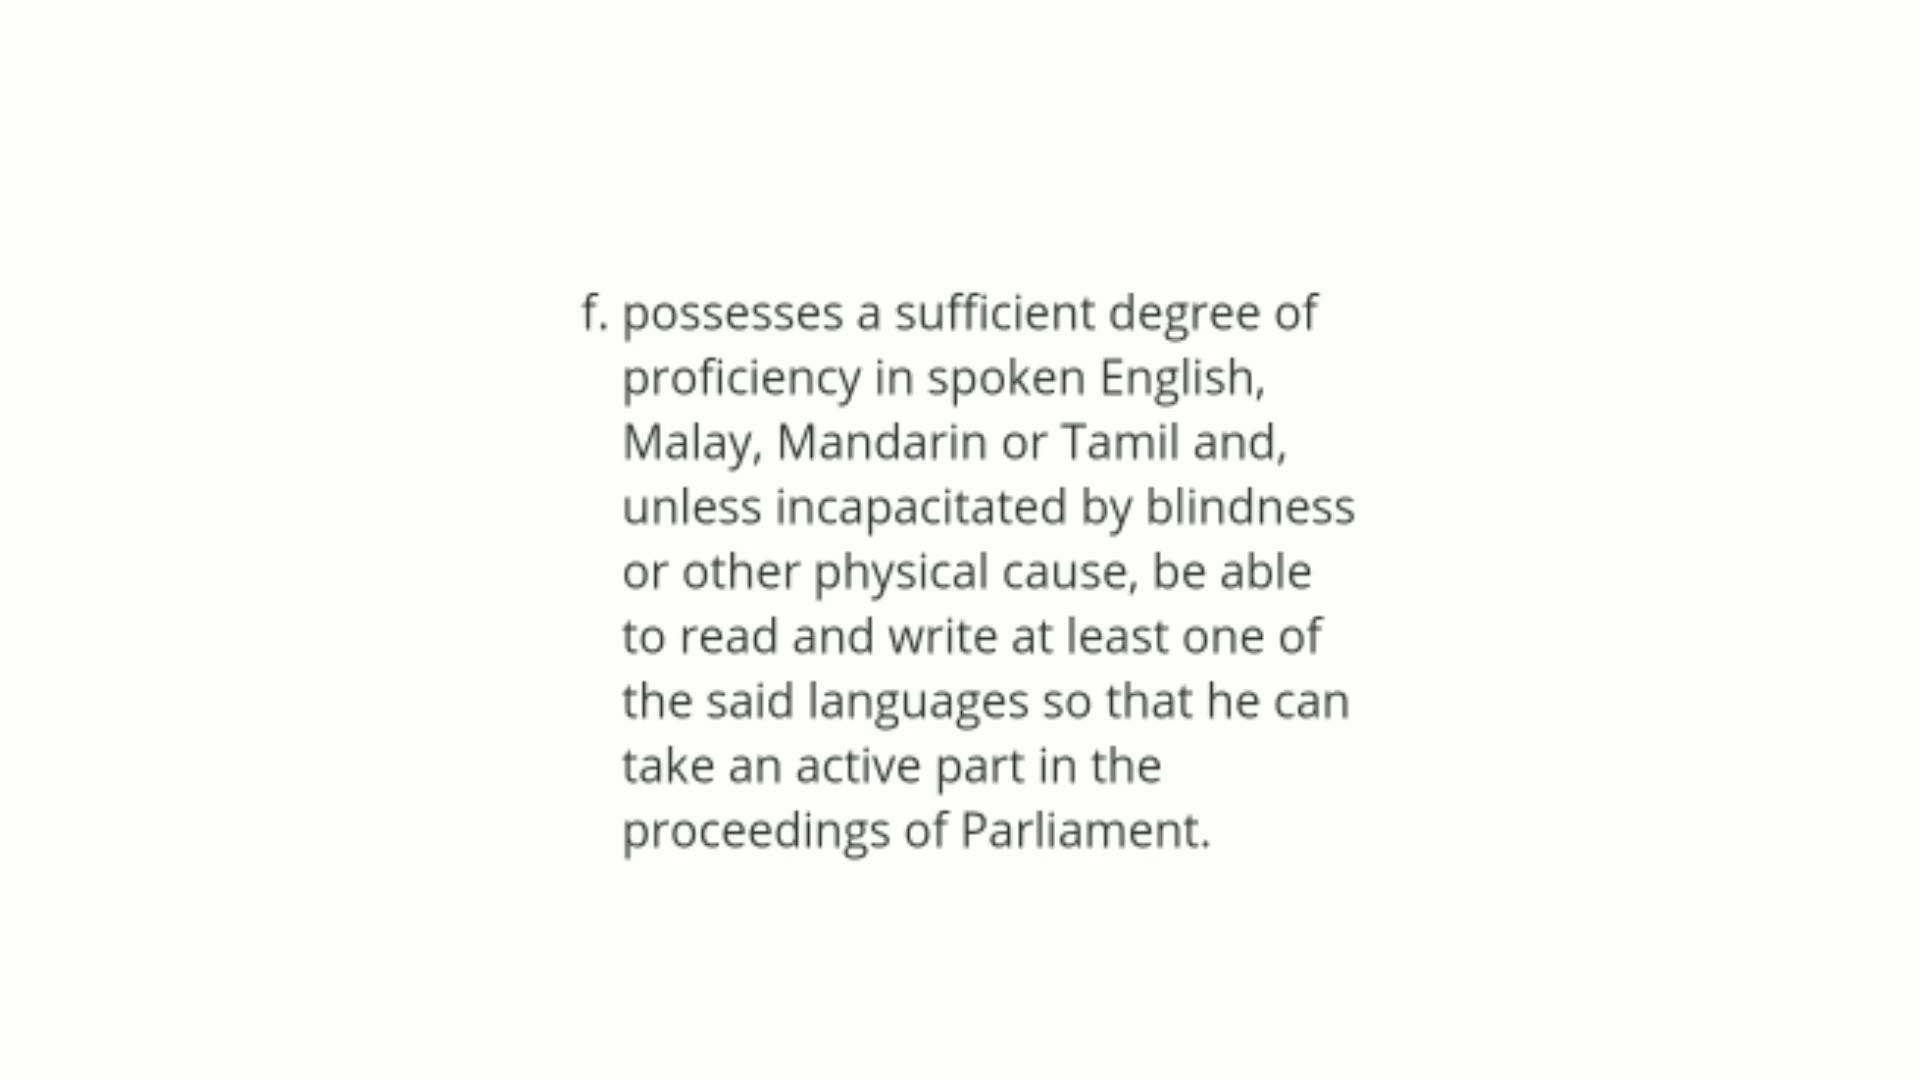 f. possesses a sufficient degree of
proficiency in spoken English,
Malay, Mandarin or Tamil and,
unless incapacitated by blindness
or other physical cause, be able
to read and write at least one of
the said languages so that he can
take an active part in the
proceedings of Parliament.